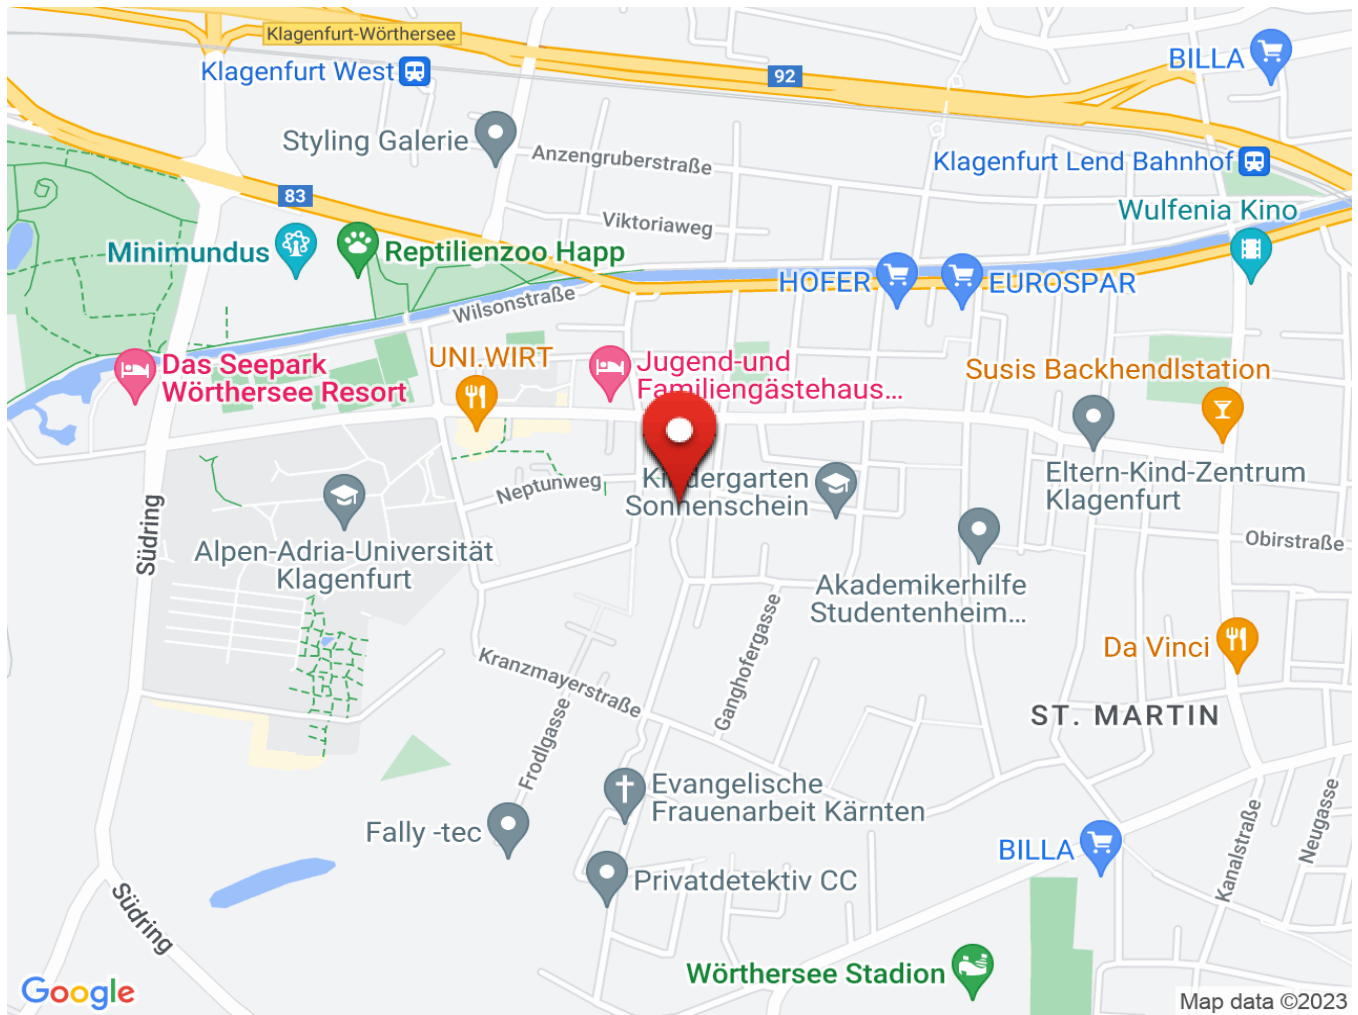 Klagenfurt-Wörthersee
Klagenfurt West
92
BILLA
Styling Galerie
Anzengruberstraße
Klagenfurt Lend Bahnhof
83
Viktoriaweg
Wulfenia Kino
Minimundus
Reptilienzoo Happ
HOFER
EUROSPAR
Wilsonstraße
Das Seepark
Wörthersee Resort
UNI.WIRT
Jugend-und
Familiengästehaus...
Susis Backhendlstation
Neptunweg
Kindergarten
Sonnenschein
Eltern-Kind-Zentrum
Klagenfurt
Südring
Alpen-Adria-Universität
Klagenfurt
Obirstraße
Akademikerhilfe
Studentenheim...
Ganghofergasse
Da Vinci
Kranzmayerstraße
ST. MARTIN
Frodlgasse
Evangelische
Frauenarbeit Kärnten
Fally -tec
BILLA
Kanalstraße
Neugasse
Privatdetektiv CC
Südring
Wörthersee Stadion
Google
Map data ©2023